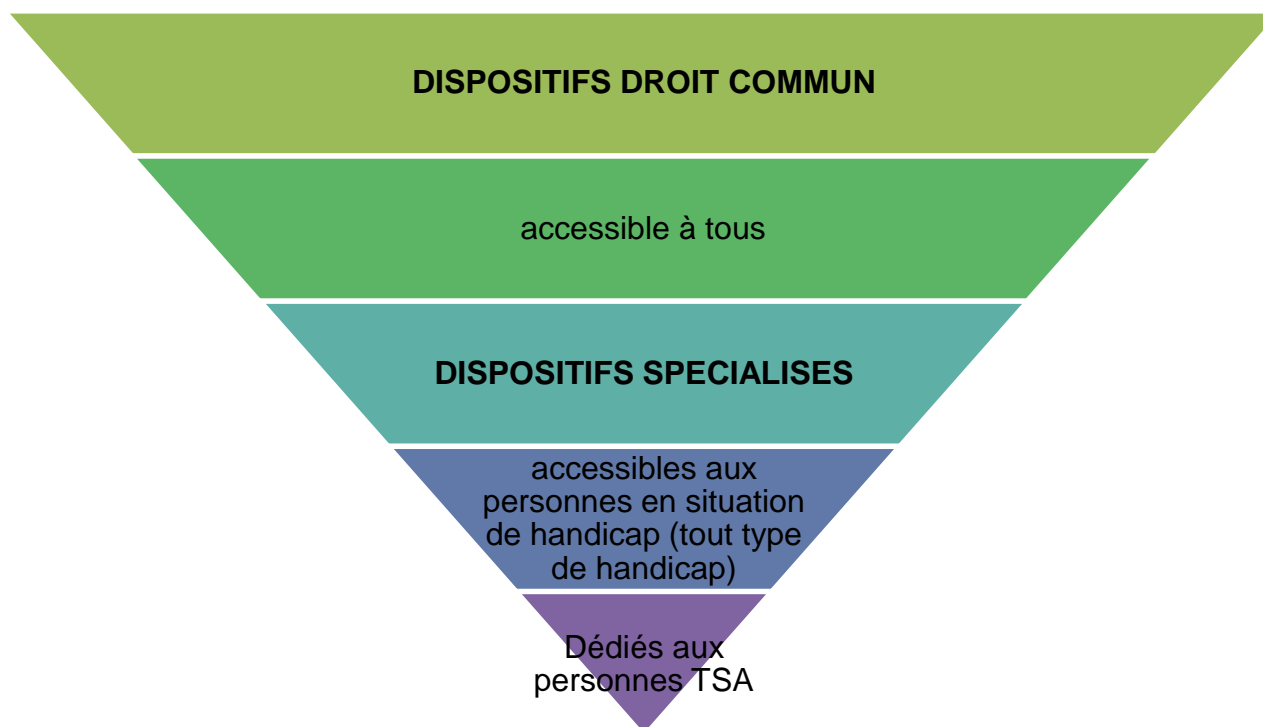 DISPOSITIFS DROIT COMMUN
accessible à tous
DISPOSITIFS SPECIALISES
accessibles aux
personnes en situation
de handicap (tout type
de handicap)
Dédiés aux
personnes TSA